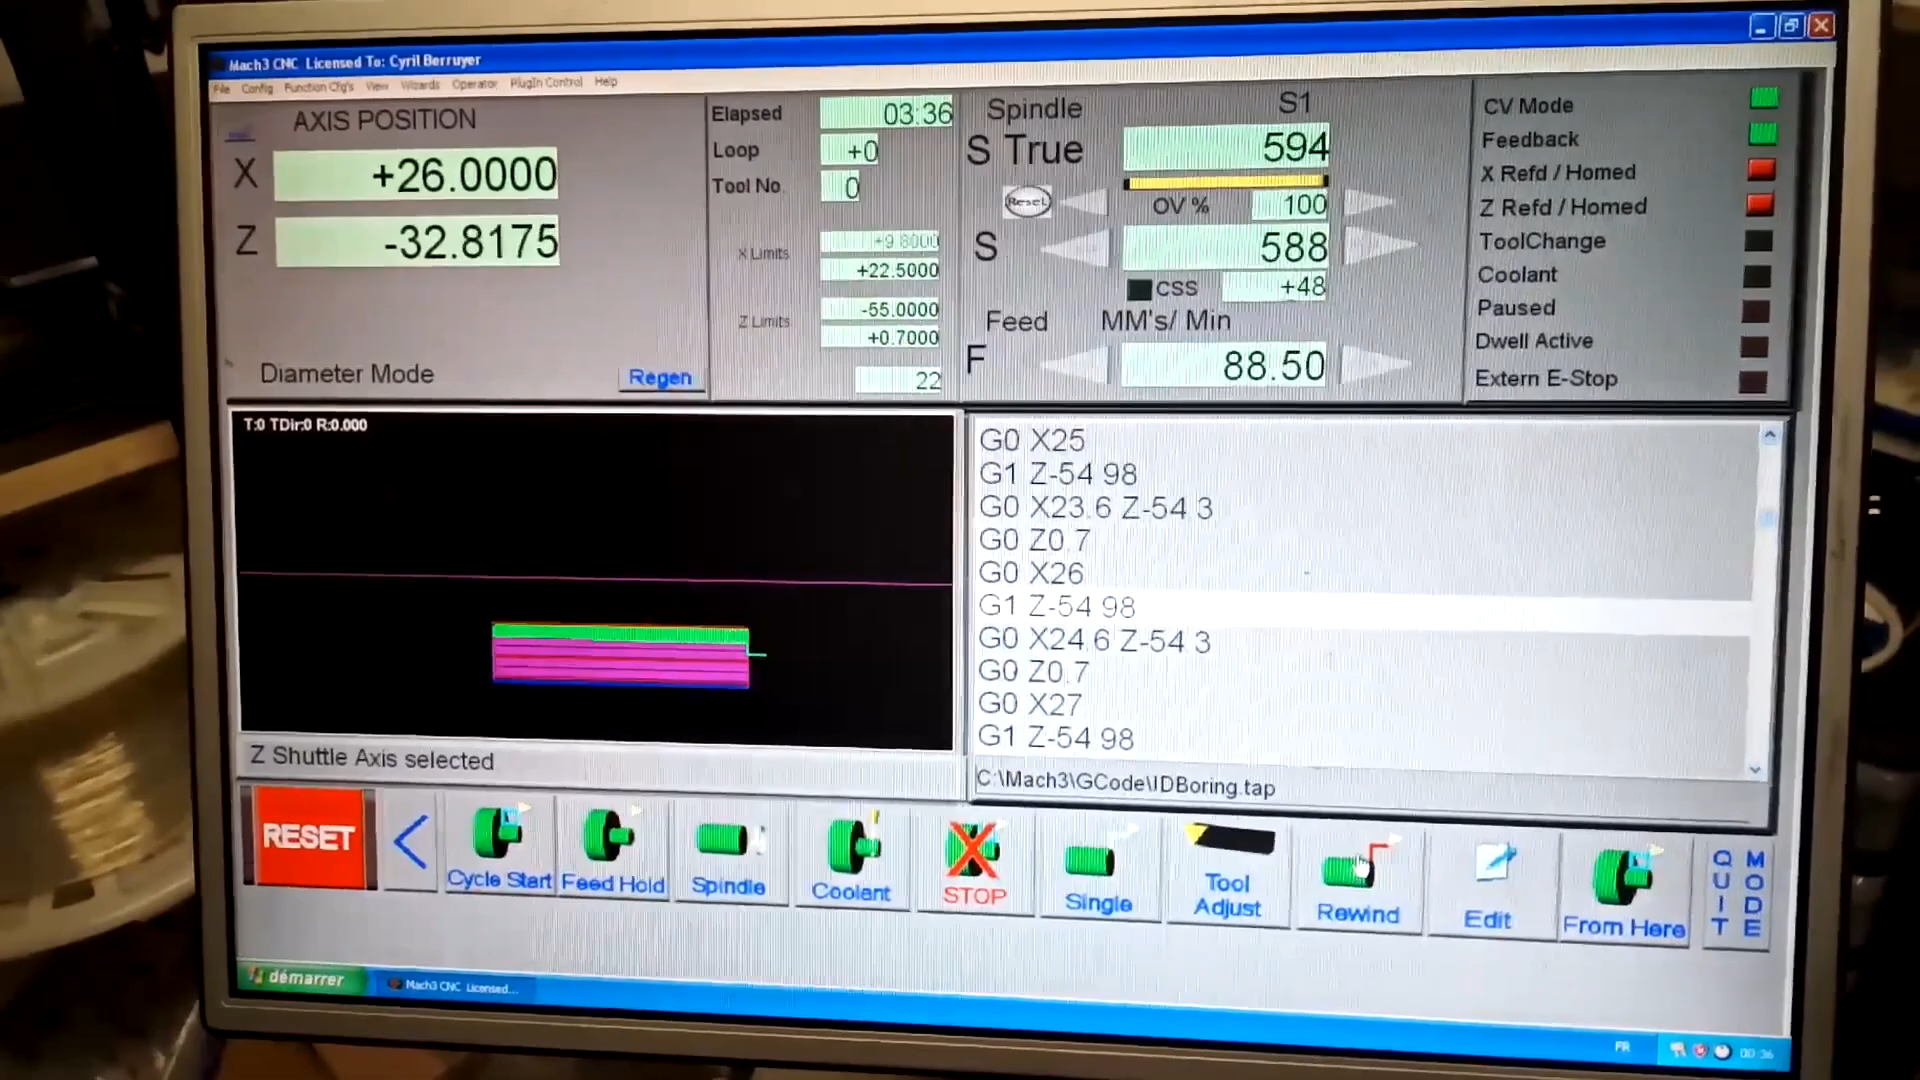 Mach3 CNC Licensed To: Cyril Berruyer
File Config Function Cfg's View Wizards Operator PlugIn Control Help
AXIS POSITION
X +26.0000
Z -32.8175
Diameter Mode
Regen
Elapsed 03:36
Loop +0
Tool No. 0
X Limits +9.8000
+22.5000
Z Limits -55.0000
+0.7000
22
Spindle S1
S True 594
Reset OV % 100
S 588
CSS +48
Feed MM's/ Min
F 88.50
CV Mode
Feedback
X Refd / Homed
Z Refd / Homed
ToolChange
Coolant
Paused
Dwell Active
Extern E-Stop
T:0 TDir:0 R:0.000
Z Shuttle Axis selected
G0 X25
G1 Z-54.98
G0 X23.6 Z-54.3
G0 Z0.7
G0 X26
G1 Z-54.98
G0 X24.6 Z-54.3
G0 Z0.7
G0 X27
G1 Z-54.98
C:\Mach3\GCode\IDBoring.tap
RESET
Cycle Start
Feed Hold
Spindle
Coolant
STOP
Single
Tool
Adjust
Rewind
Edit
From Here
QUIT
MODE
démarrer
Mach3 CNC Licensed...
FR
00:36